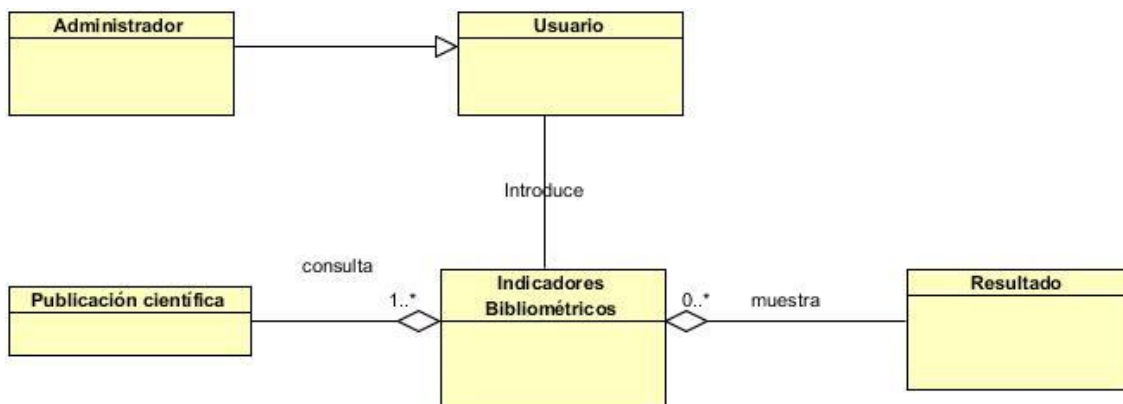 Administrador
Usuario
Introduce
consulta
Publicación científica
1..*
Indicadores
Bibliométricos
0..*
muestra
Resultado